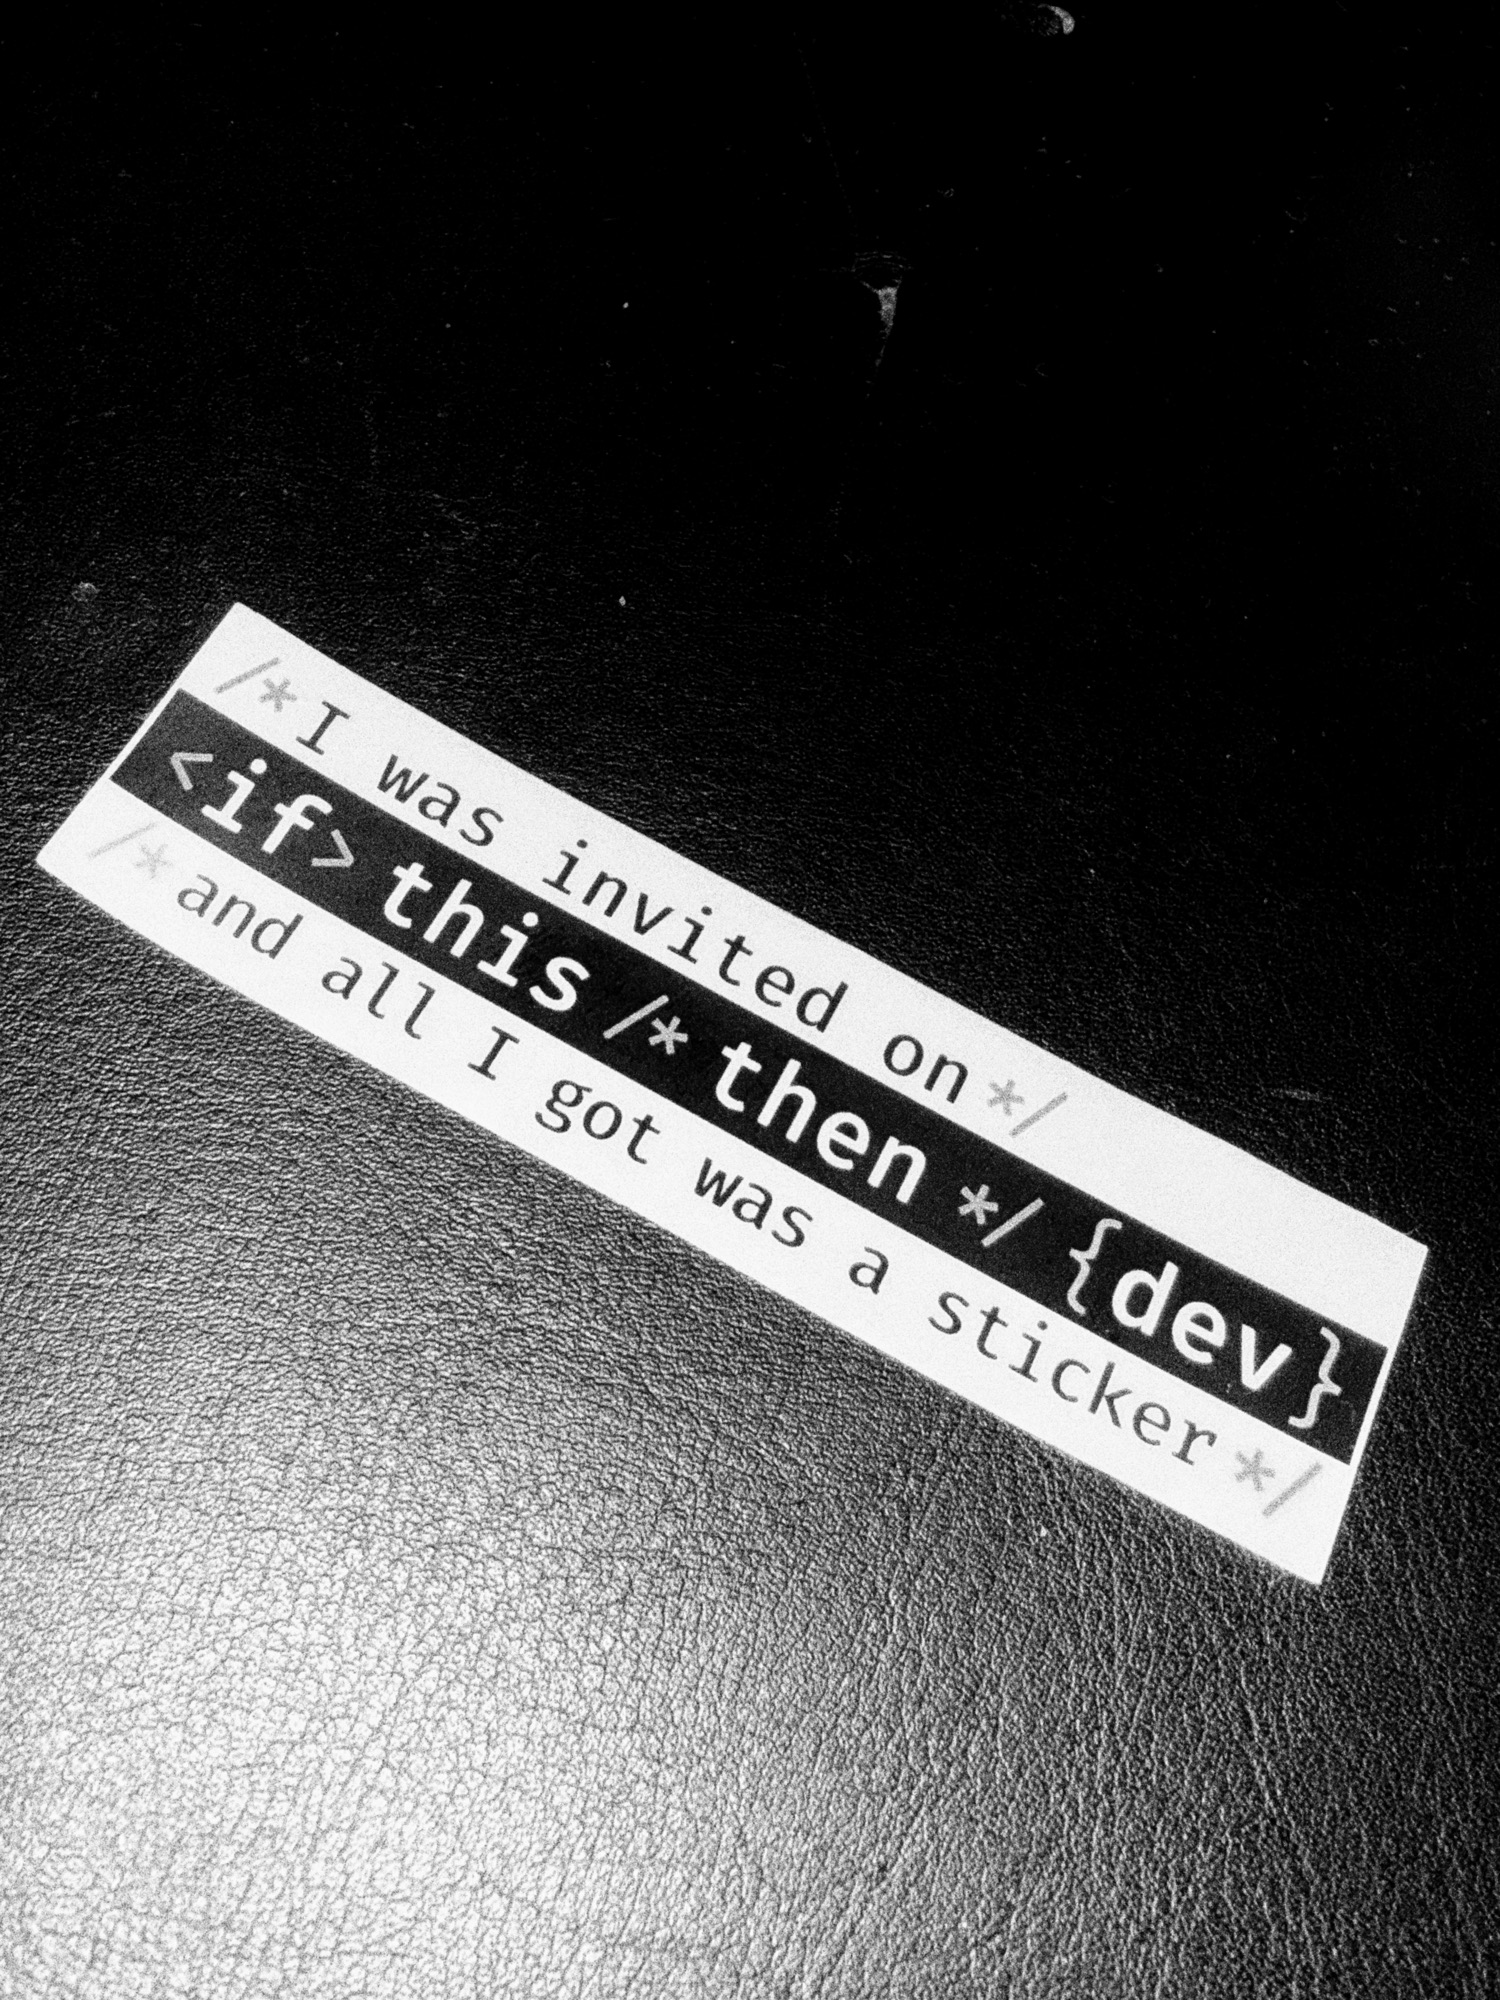 /* I was invited on */
<if> this /* then */ {dev}
/* and all I got was a sticker */